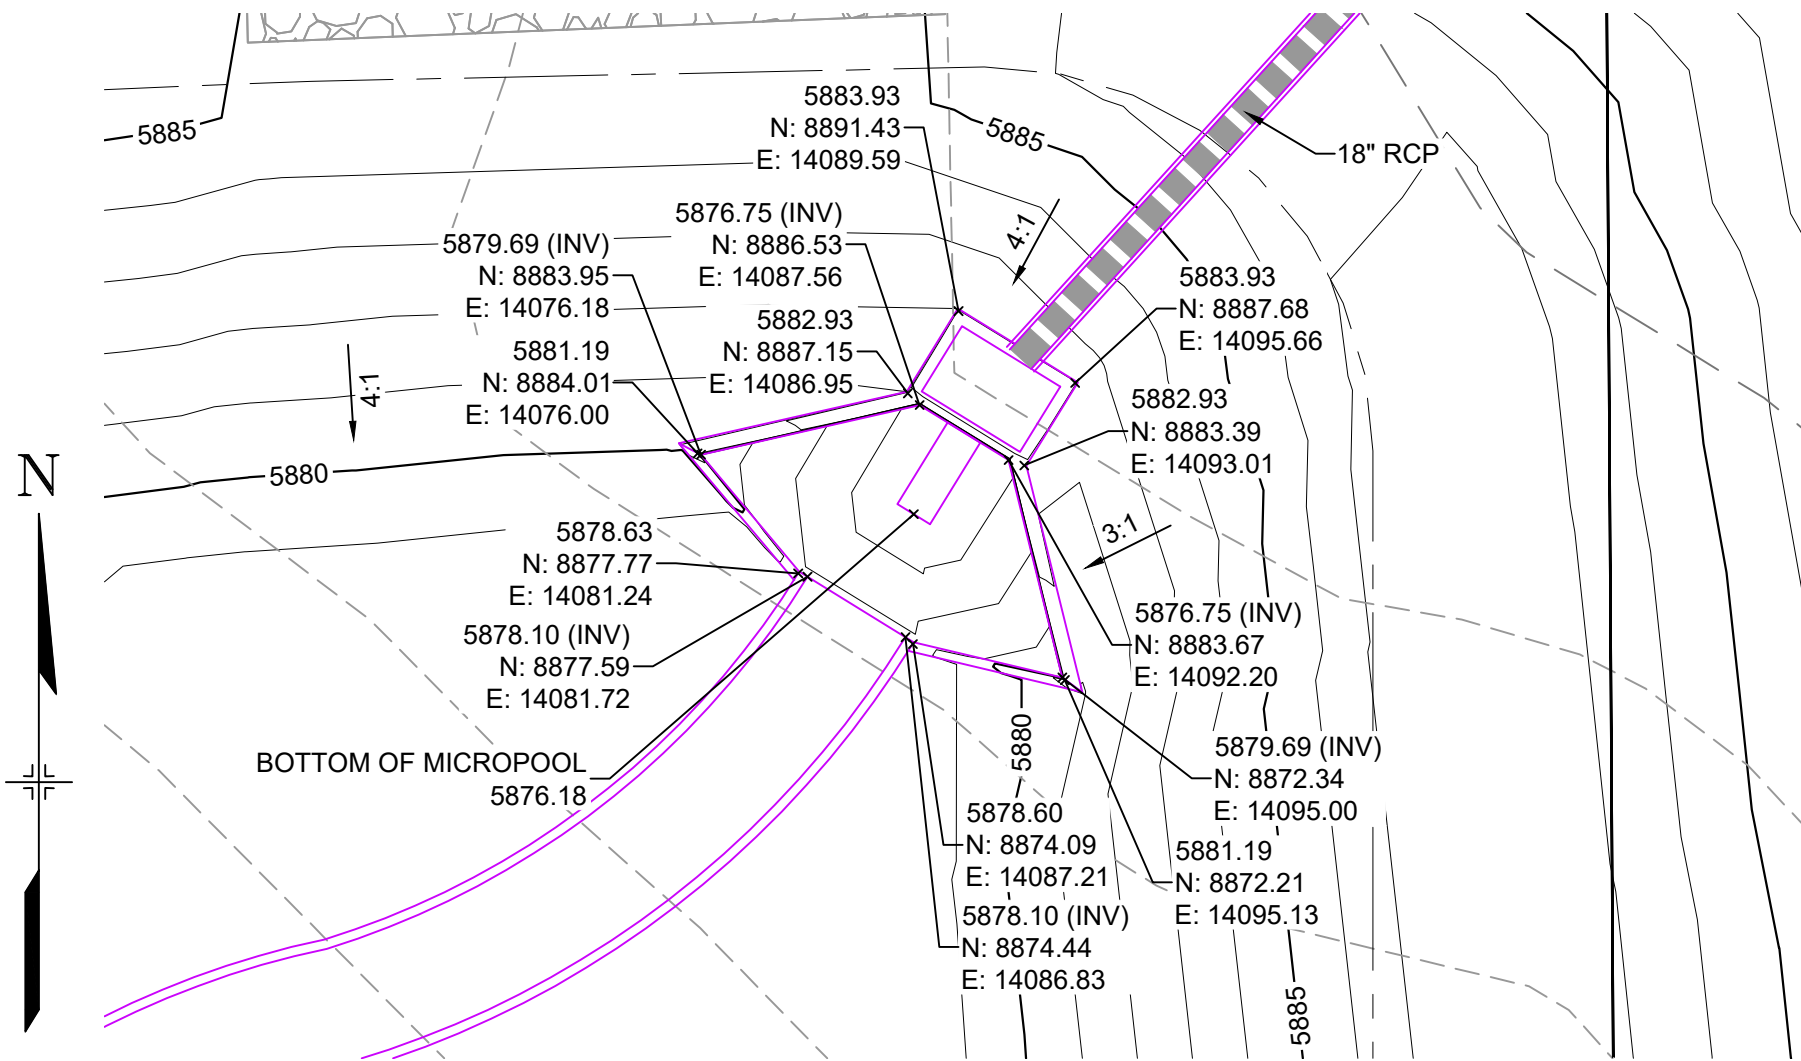 5883.93
N: 8891.43
E: 14089.59
5885
5885
18" RCP
5876.75 (INV)
N: 8886.53
E: 14087.56
4:1
5879.69 (INV)
N: 8883.95
E: 14076.18
5883.93
N: 8887.68
E: 14095.66
5882.93
N: 8887.15
E: 14086.95
5881.19
N: 8884.01
E: 14076.00
4:1
5882.93
N: 8883.39
E: 14093.01
N
5880
3:1
5878.63
N: 8877.77
E: 14081.24
5876.75 (INV)
N: 8883.67
E: 14092.20
5878.10 (INV)
N: 8877.59
E: 14081.72
5880
BOTTOM OF MICROPOOL
5876.18
5879.69 (INV)
N: 8872.34
E: 14095.00
5878.60
N: 8874.09
E: 14087.21
5881.19
N: 8872.21
E: 14095.13
5878.10 (INV)
N: 8874.44
E: 14086.83
5885